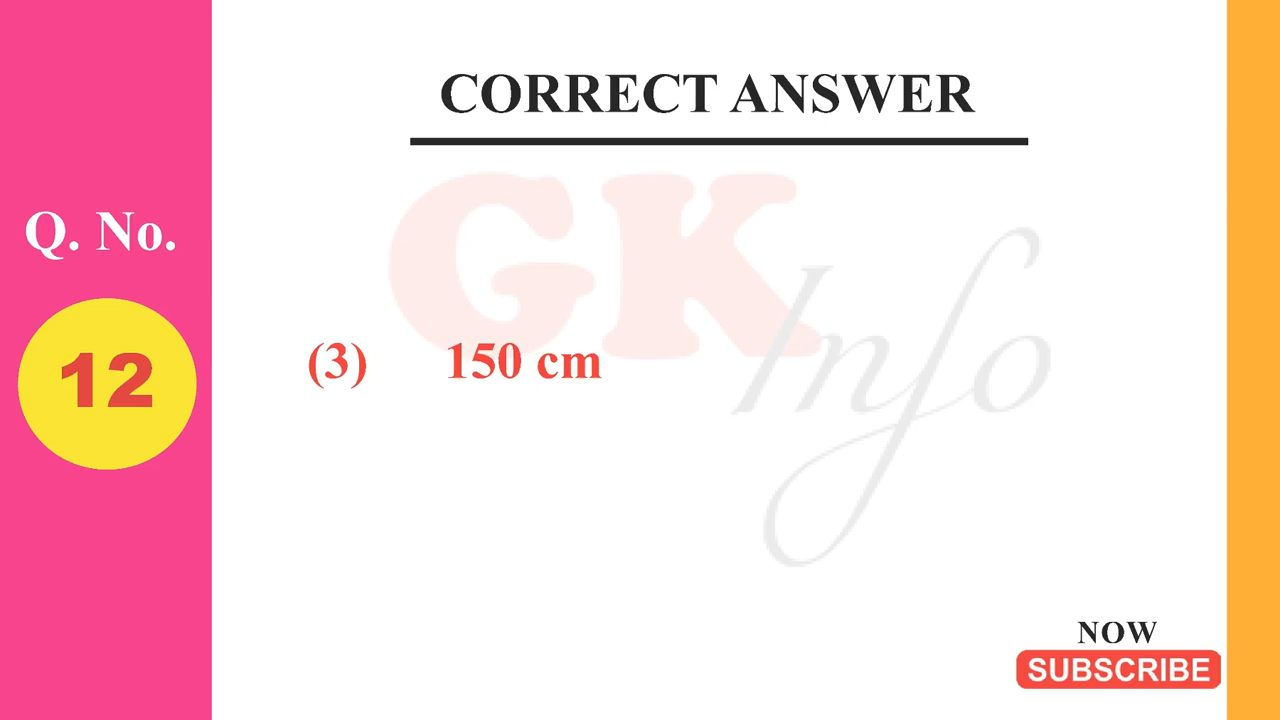 CORRECT ANSWER
GK Info
Q. No.
12
(3) 150 cm
NOW
SUBSCRIBE